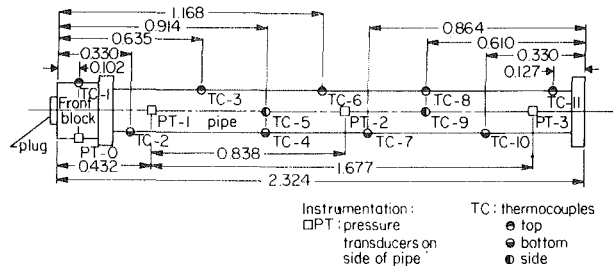 1.168
0.914
0.864
0.635
0.610
0.330
0.330
0.102
0.127
TC-1
TC-3
TC-6
TC-8
TC-11
Front
block
PT-1
pipe
TC-5
PT-2
TC-9
PT-3
plug
PT-0
TC-2
TC-4
TC-7
TC-10
0.432
0.838
1.677
2.324
Instrumentation: TC: thermocouples
PT: pressure
transducers on
side of pipe
top
bottom
side